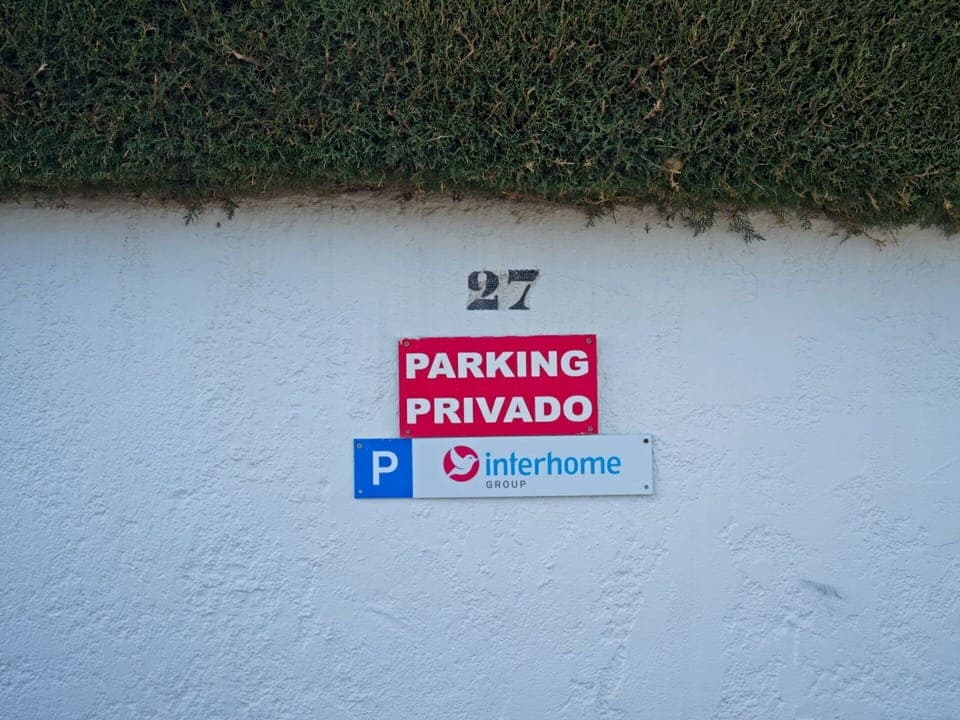 27
PARKING
PRIVADO
P interhome
GROUP